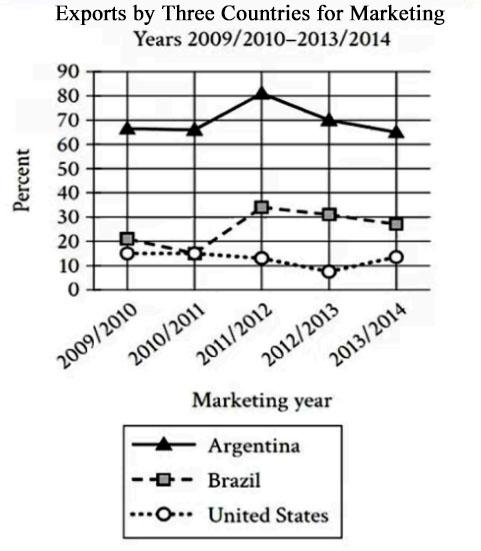 Exports by Three Countries for Marketing
Years 2009/2010–2013/2014
Percent
90
80
70
60
50
40
30
20
10
0
2009/2010
2010/2011
2011/2012
2012/2013
2013/2014
Marketing year
Argentina
Brazil
United States